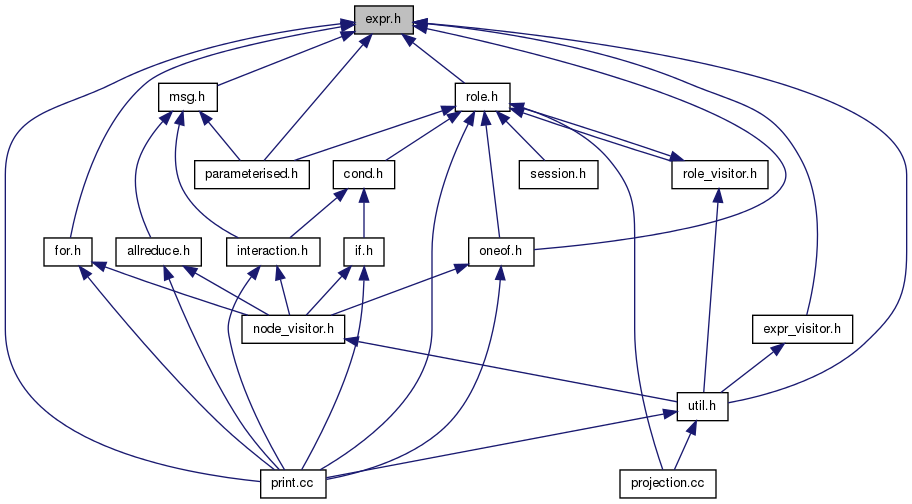 expr.h
msg.h
role.h
parameterised.h
cond.h
session.h
role_visitor.h
for.h
allreduce.h
interaction.h
if.h
oneof.h
node_visitor.h
expr_visitor.h
util.h
print.cc
projection.cc